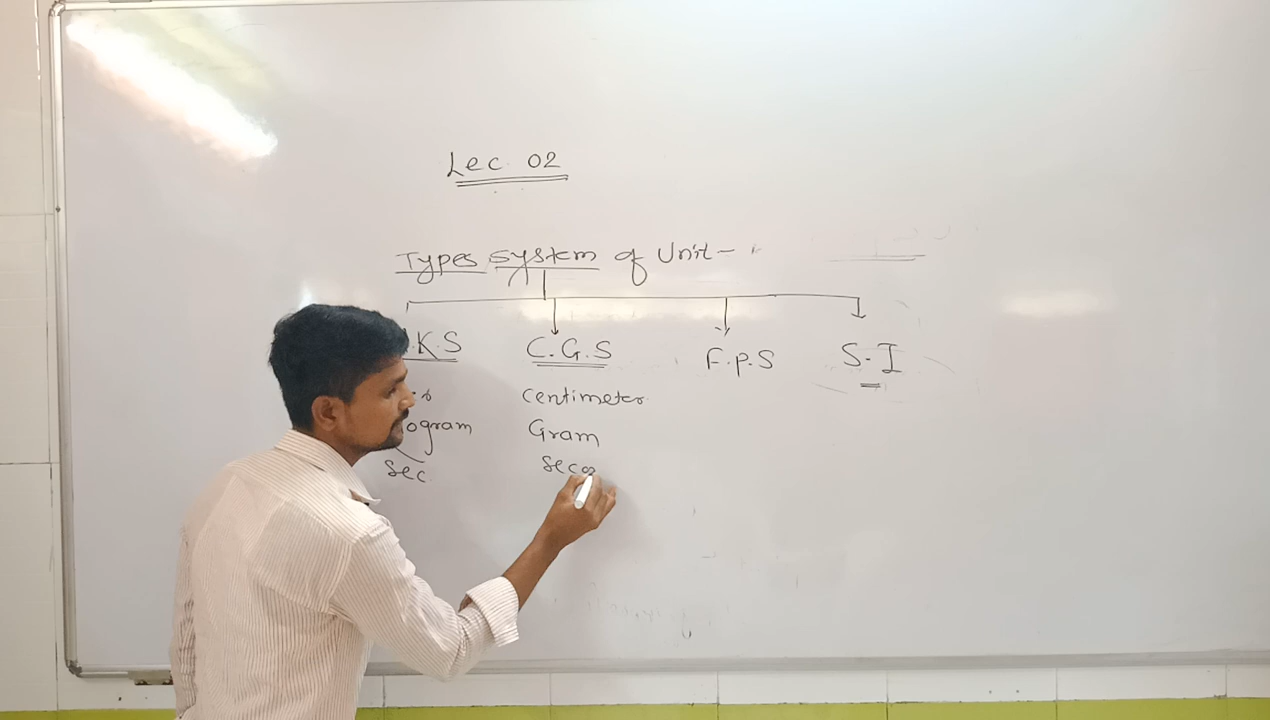 Lec. 02
Types system of Unit-
.K.S C.G.S F.P.S S.I
centimeter
ogram Gram
Sec Seco